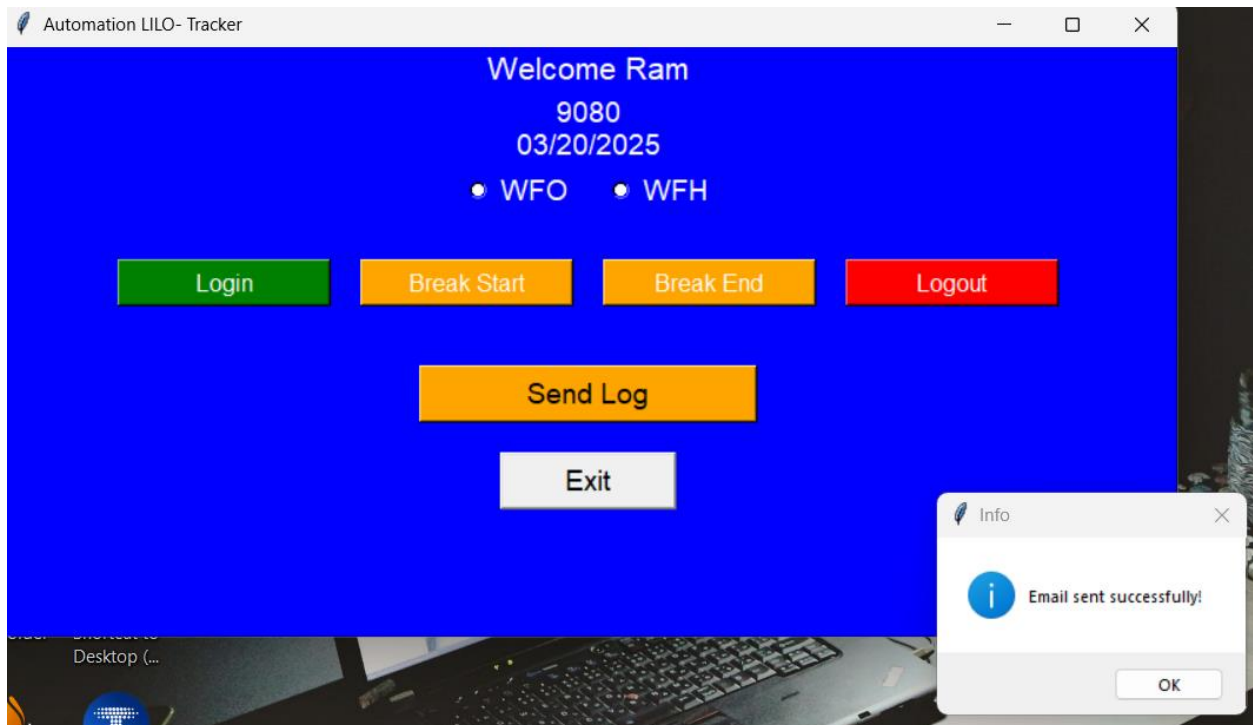 Automation LILO- Tracker
Welcome Ram
9080
03/20/2025
WFO WFH
Login Break Start Break End Logout
Send Log
Exit
Info
Email sent successfully!
OK
Desktop (...